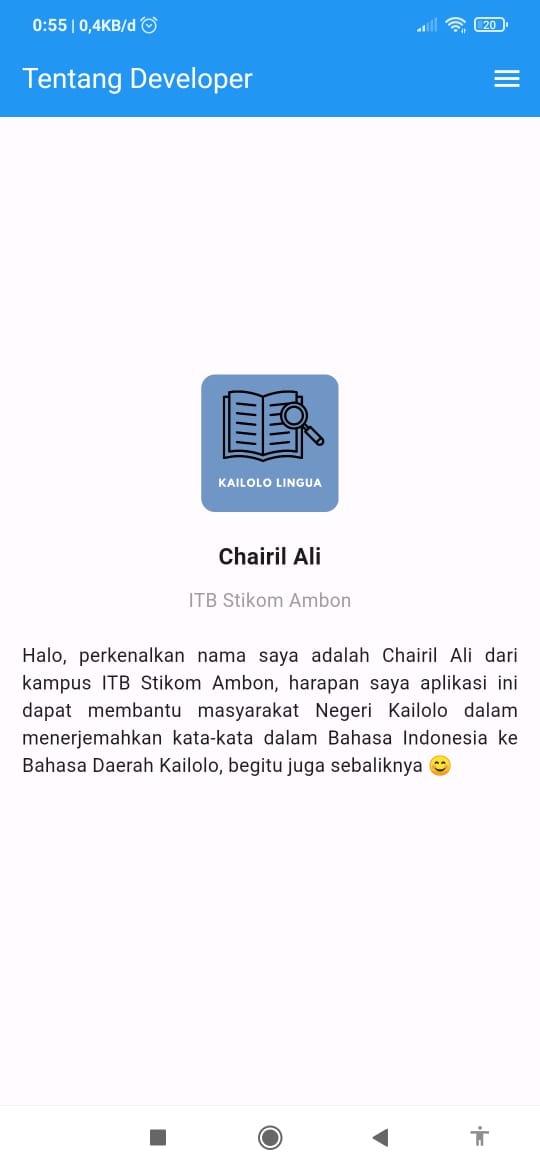 0:55 | 0,4KB/d
20
Tentang Developer
KAILOLO LINGUA
Chairil Ali
ITB Stikom Ambon
Halo, perkenalkan nama saya adalah Chairil Ali dari
kampus ITB Stikom Ambon, harapan saya aplikasi ini
dapat membantu masyarakat Negeri Kailolo dalam
menerjemahkan kata-kata dalam Bahasa Indonesia ke
Bahasa Daerah Kailolo, begitu juga sebaliknya 😊